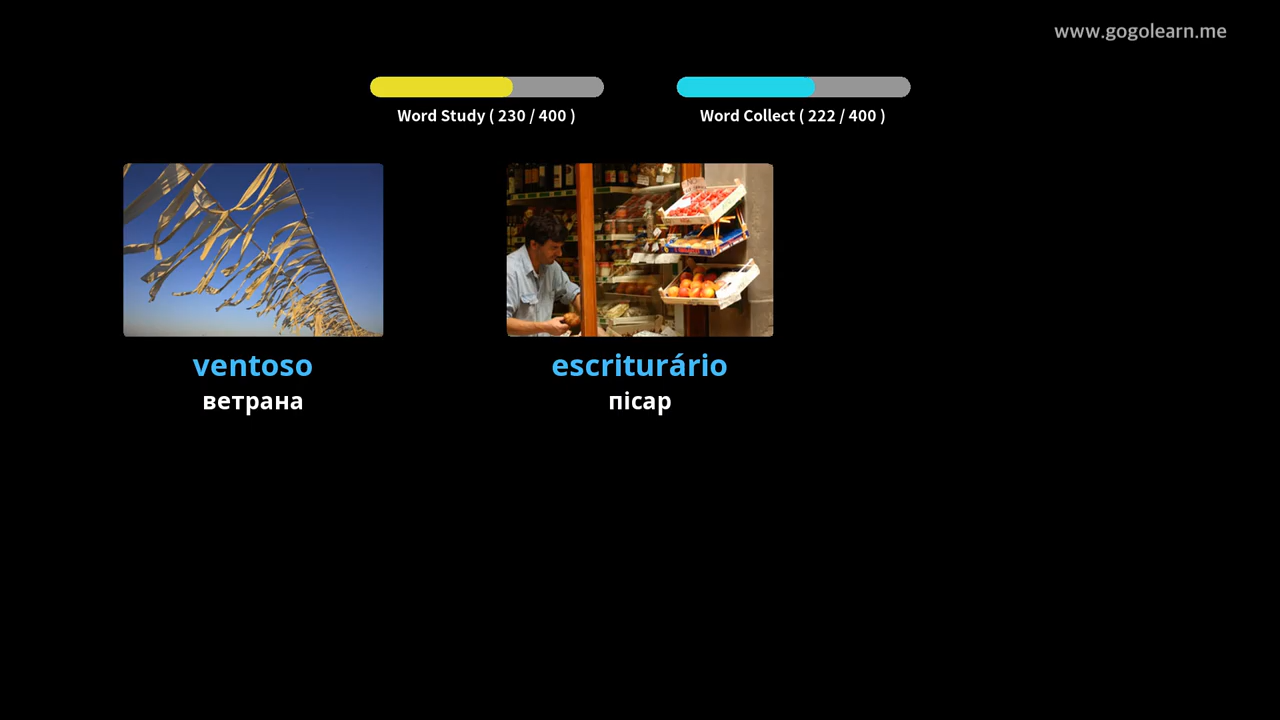 www.gogolearn.me
Word Study ( 230 / 400 )
Word Collect ( 222 / 400 )
ventoso
escriturário
ветрана
пісар